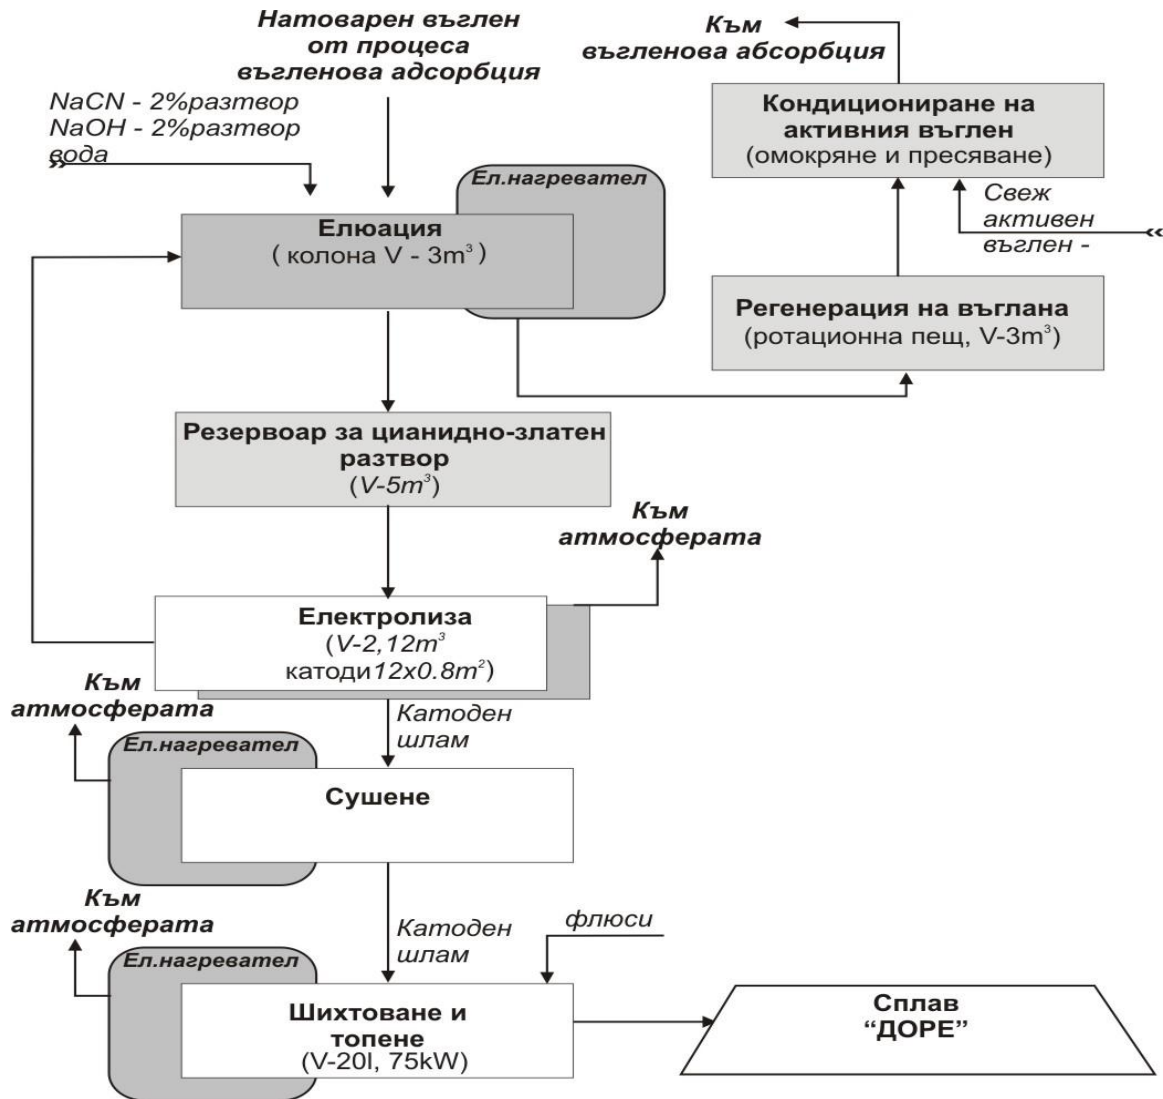 Натоварен въглен
от процеса
въгленова адсорбция
Към
въгленова абсорбция
NaCN - 2%разтвор
NaOH - 2%разтвор
вода
Кондициониране на
активния въглен
(омокряне и пресяване)
Ел.нагревател
Свеж
активен
въглен -
Елюация
( колона V - 3m³ )
Регенерация на въглана
(ротационна пещ, V-3m³)
Резервоар за цианидно-златен
разтвор
(V-5m³)
Към
атмосферата
Електролиза
(V-2,12m³
катоди12x0.8m²)
Към
атмосферата
Катоден
шлам
Ел.нагревател
Сушене
Към
атмосферата
Катоден
шлам
флюси
Ел.нагревател
Шихтоване и
топене
(V-20l, 75kW)
Сплав
“ДОРЕ”